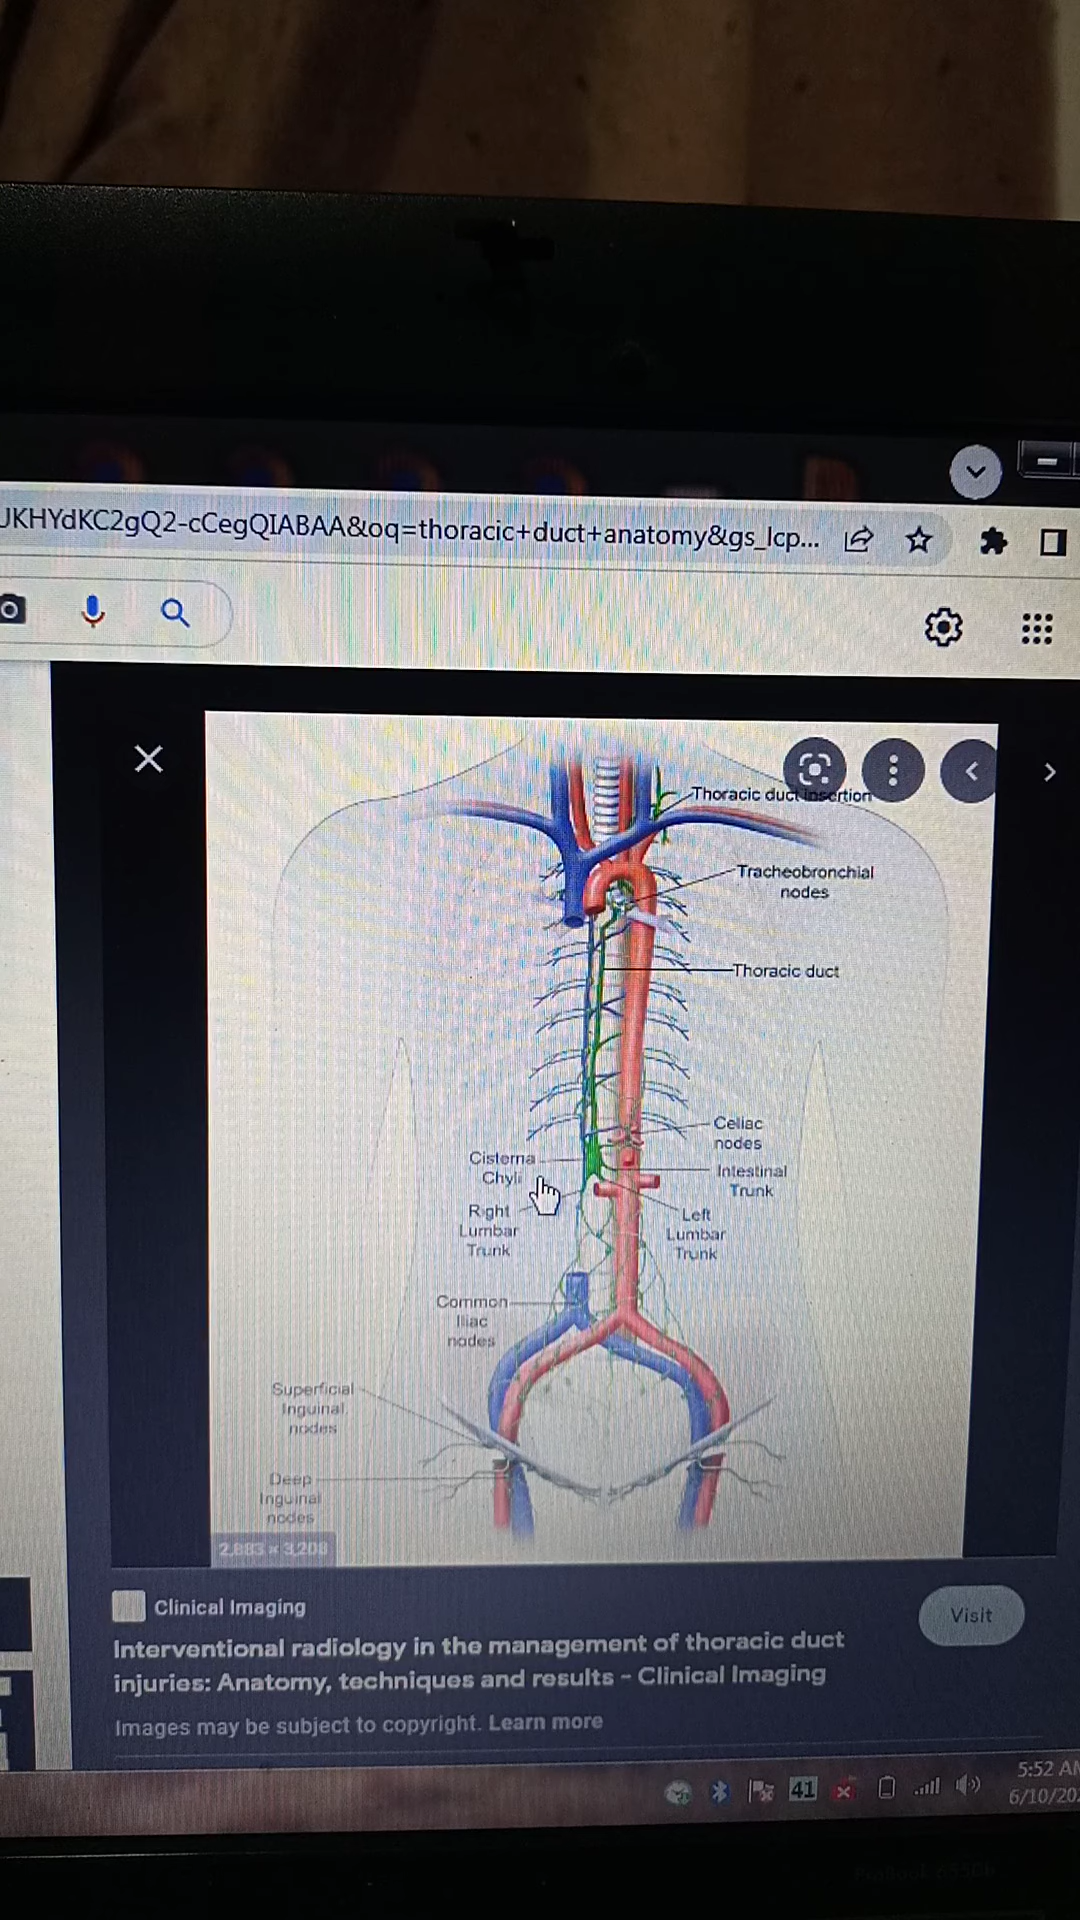 JKHYdKC2gQ2-cCegQIABAA&oq=thoracic+duct+anatomy&gs_lcp...
Thoracic duct insertion
Tracheobronchial
nodes
Thoracic duct
Celiac
nodes
Cisterna
Chyli
Intestinal
Trunk
Right
Lumbar
Trunk
Left
Lumbar
Trunk
Common
Iliac
nodes
Superficial
Inguinal
nodes
Deep
Inguinal
nodes
2,883 × 3,208
Clinical Imaging
Visit
Interventional radiology in the management of thoracic duct
injuries: Anatomy, techniques and results - Clinical Imaging
Images may be subject to copyright. Learn more
41
5:52 AM
6/10/202